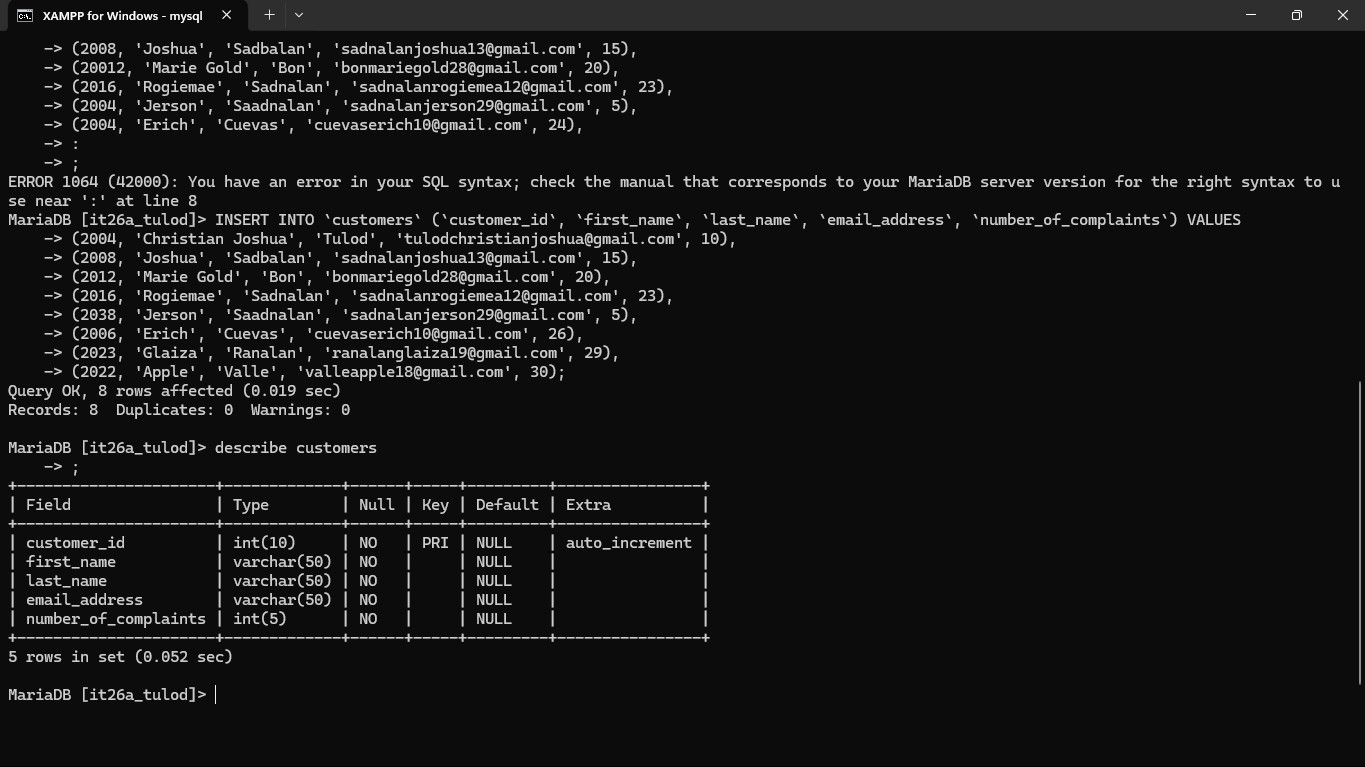 XAMPP for Windows - mysql
-> (2008, 'Joshua', 'Sadbalan', 'sadnalanjoshua13@gmail.com', 15),
-> (20012, 'Marie Gold', 'Bon', 'bonmariegold28@gmail.com', 20),
-> (2016, 'Rogiemae', 'Sadnalan', 'sadnalanrogiemea12@gmail.com', 23),
-> (2004, 'Jerson', 'Saadnalan', 'sadnalanjerson29@gmail.com', 5),
-> (2004, 'Erich', 'Cuevas', 'cuevaserich10@gmail.com', 24),
-> :
-> ;
ERROR 1064 (42000): You have an error in your SQL syntax; check the manual that corresponds to your MariaDB server version for the right syntax to u
se near ':' at line 8
MariaDB [it26a_tulod]> INSERT INTO `customers` (`customer_id`, `first_name`, `last_name`, `email_address`, `number_of_complaints`) VALUES
-> (2004, 'Christian Joshua', 'Tulod', 'tulodchristianjoshua@gmail.com', 10),
-> (2008, 'Joshua', 'Sadbalan', 'sadnalanjoshua13@gmail.com', 15),
-> (2012, 'Marie Gold', 'Bon', 'bonmariegold28@gmail.com', 20),
-> (2016, 'Rogiemae', 'Sadnalan', 'sadnalanrogiemea12@gmail.com', 23),
-> (2038, 'Jerson', 'Saadnalan', 'sadnalanjerson29@gmail.com', 5),
-> (2006, 'Erich', 'Cuevas', 'cuevaserich10@gmail.com', 26),
-> (2023, 'Glaiza', 'Ranalan', 'ranalanglaiza19@gmail.com', 29),
-> (2022, 'Apple', 'Valle', 'valleapple18@gmail.com', 30);
Query OK, 8 rows affected (0.019 sec)
Records: 8  Duplicates: 0  Warnings: 0
MariaDB [it26a_tulod]> describe customers
-> ;
+----------------------+-------------+------+-----+---------+----------------+
| Field                | Type        | Null | Key | Default | Extra          |
+----------------------+-------------+------+-----+---------+----------------+
| customer_id          | int(10)     | NO   | PRI | NULL    | auto_increment |
| first_name           | varchar(50) | NO   |     | NULL    |                |
| last_name            | varchar(50) | NO   |     | NULL    |                |
| email_address        | varchar(50) | NO   |     | NULL    |                |
| number_of_complaints | int(5)      | NO   |     | NULL    |                |
+----------------------+-------------+------+-----+---------+----------------+
5 rows in set (0.052 sec)
MariaDB [it26a_tulod]>